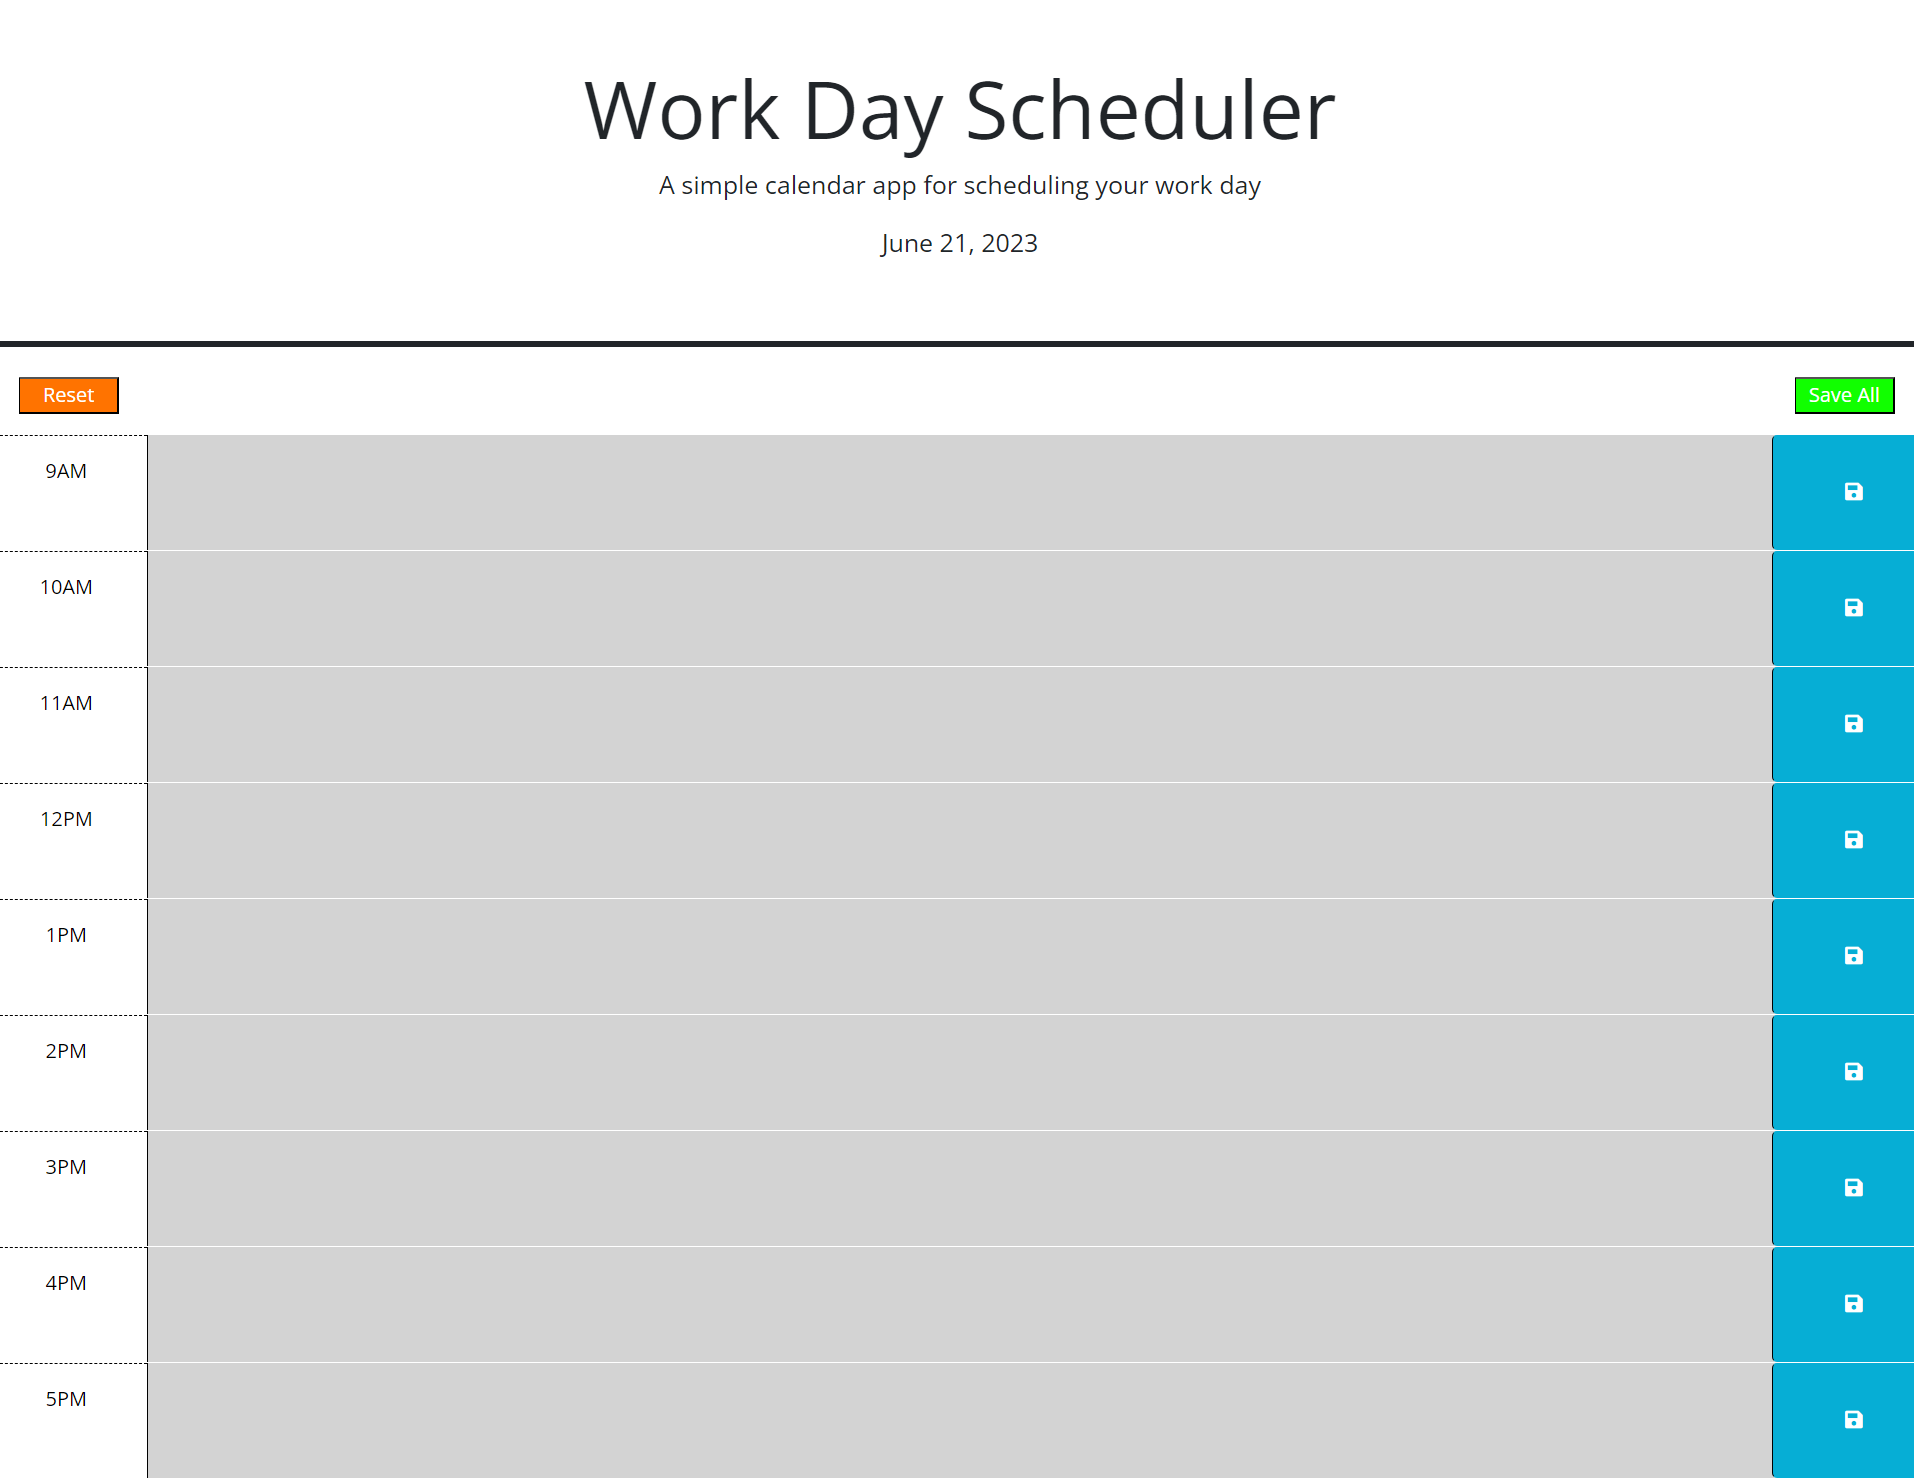 Work Day Scheduler
A simple calendar app for scheduling your work day
June 21, 2023
Reset
Save All
9AM
10AM
11AM
12PM
1PM
2PM
3PM
4PM
5PM